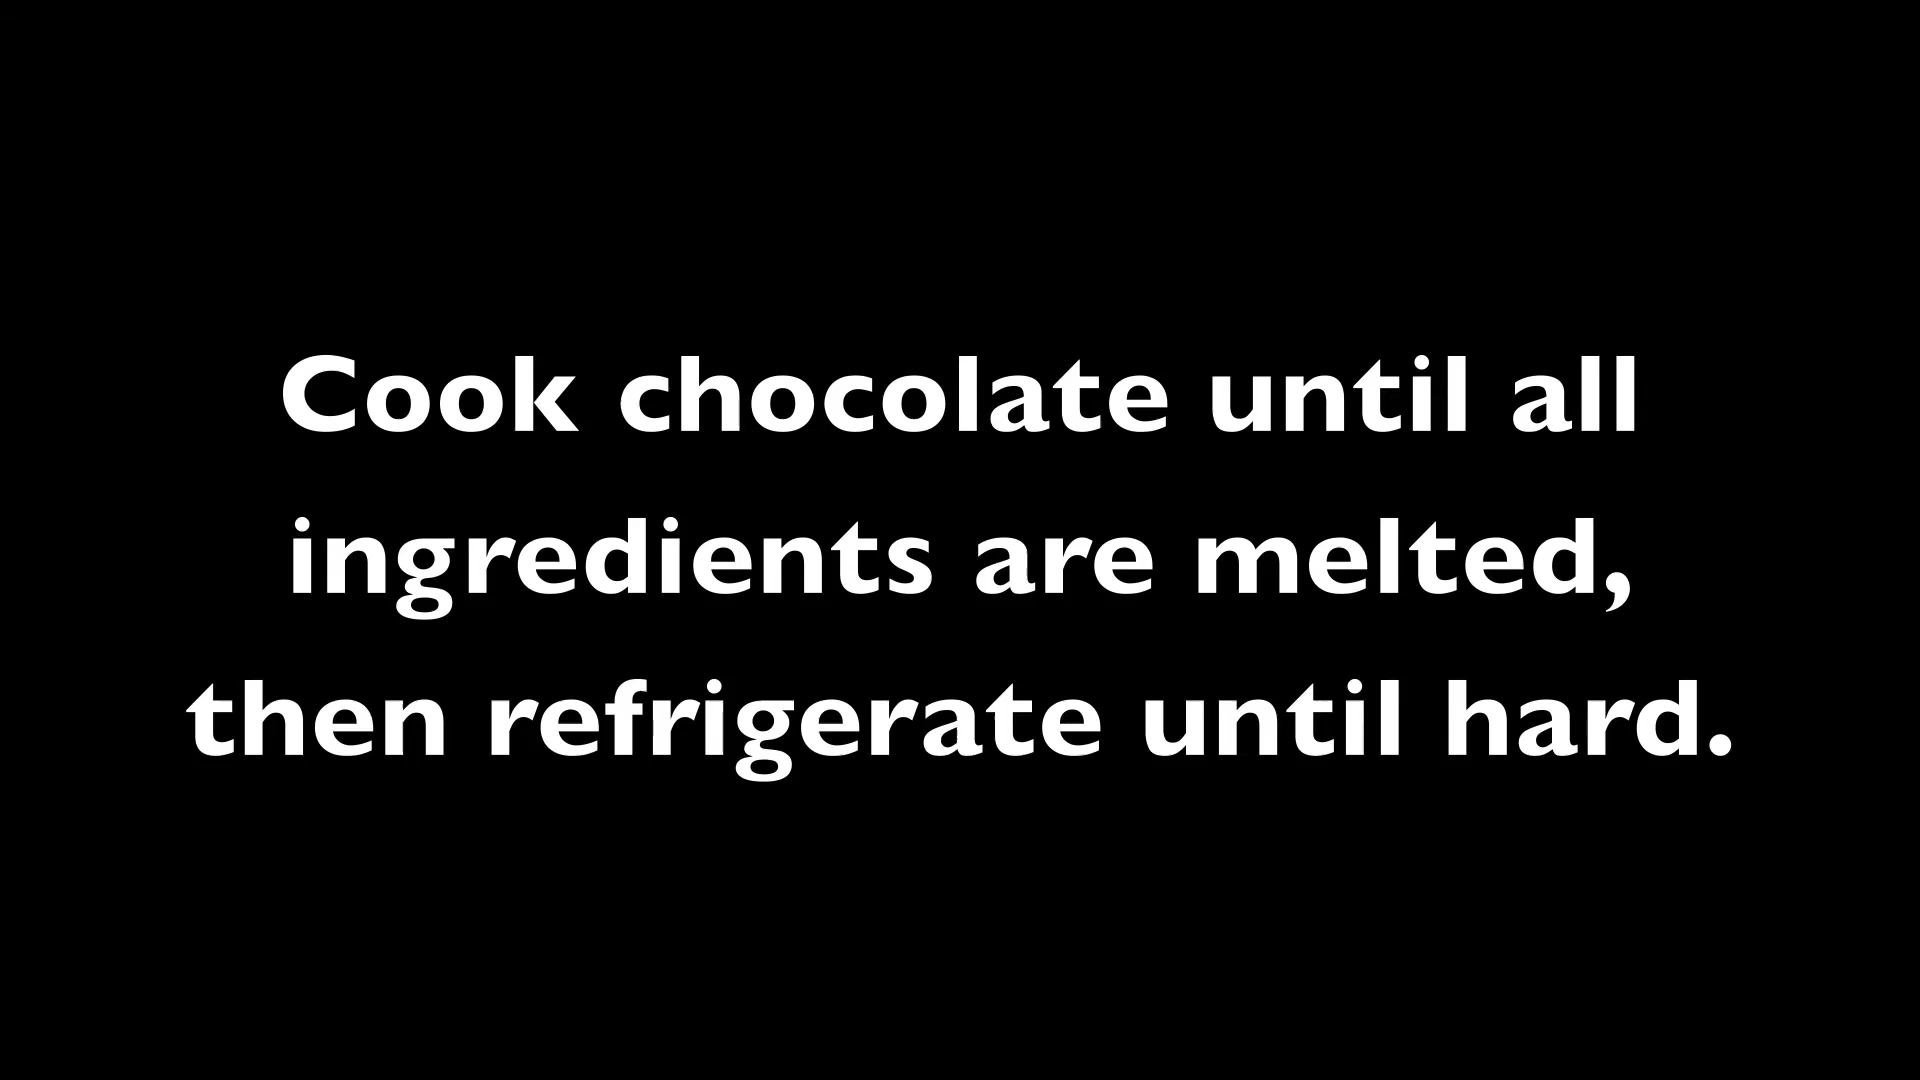 Cook chocolate until all
ingredients are melted,
then refrigerate until hard.